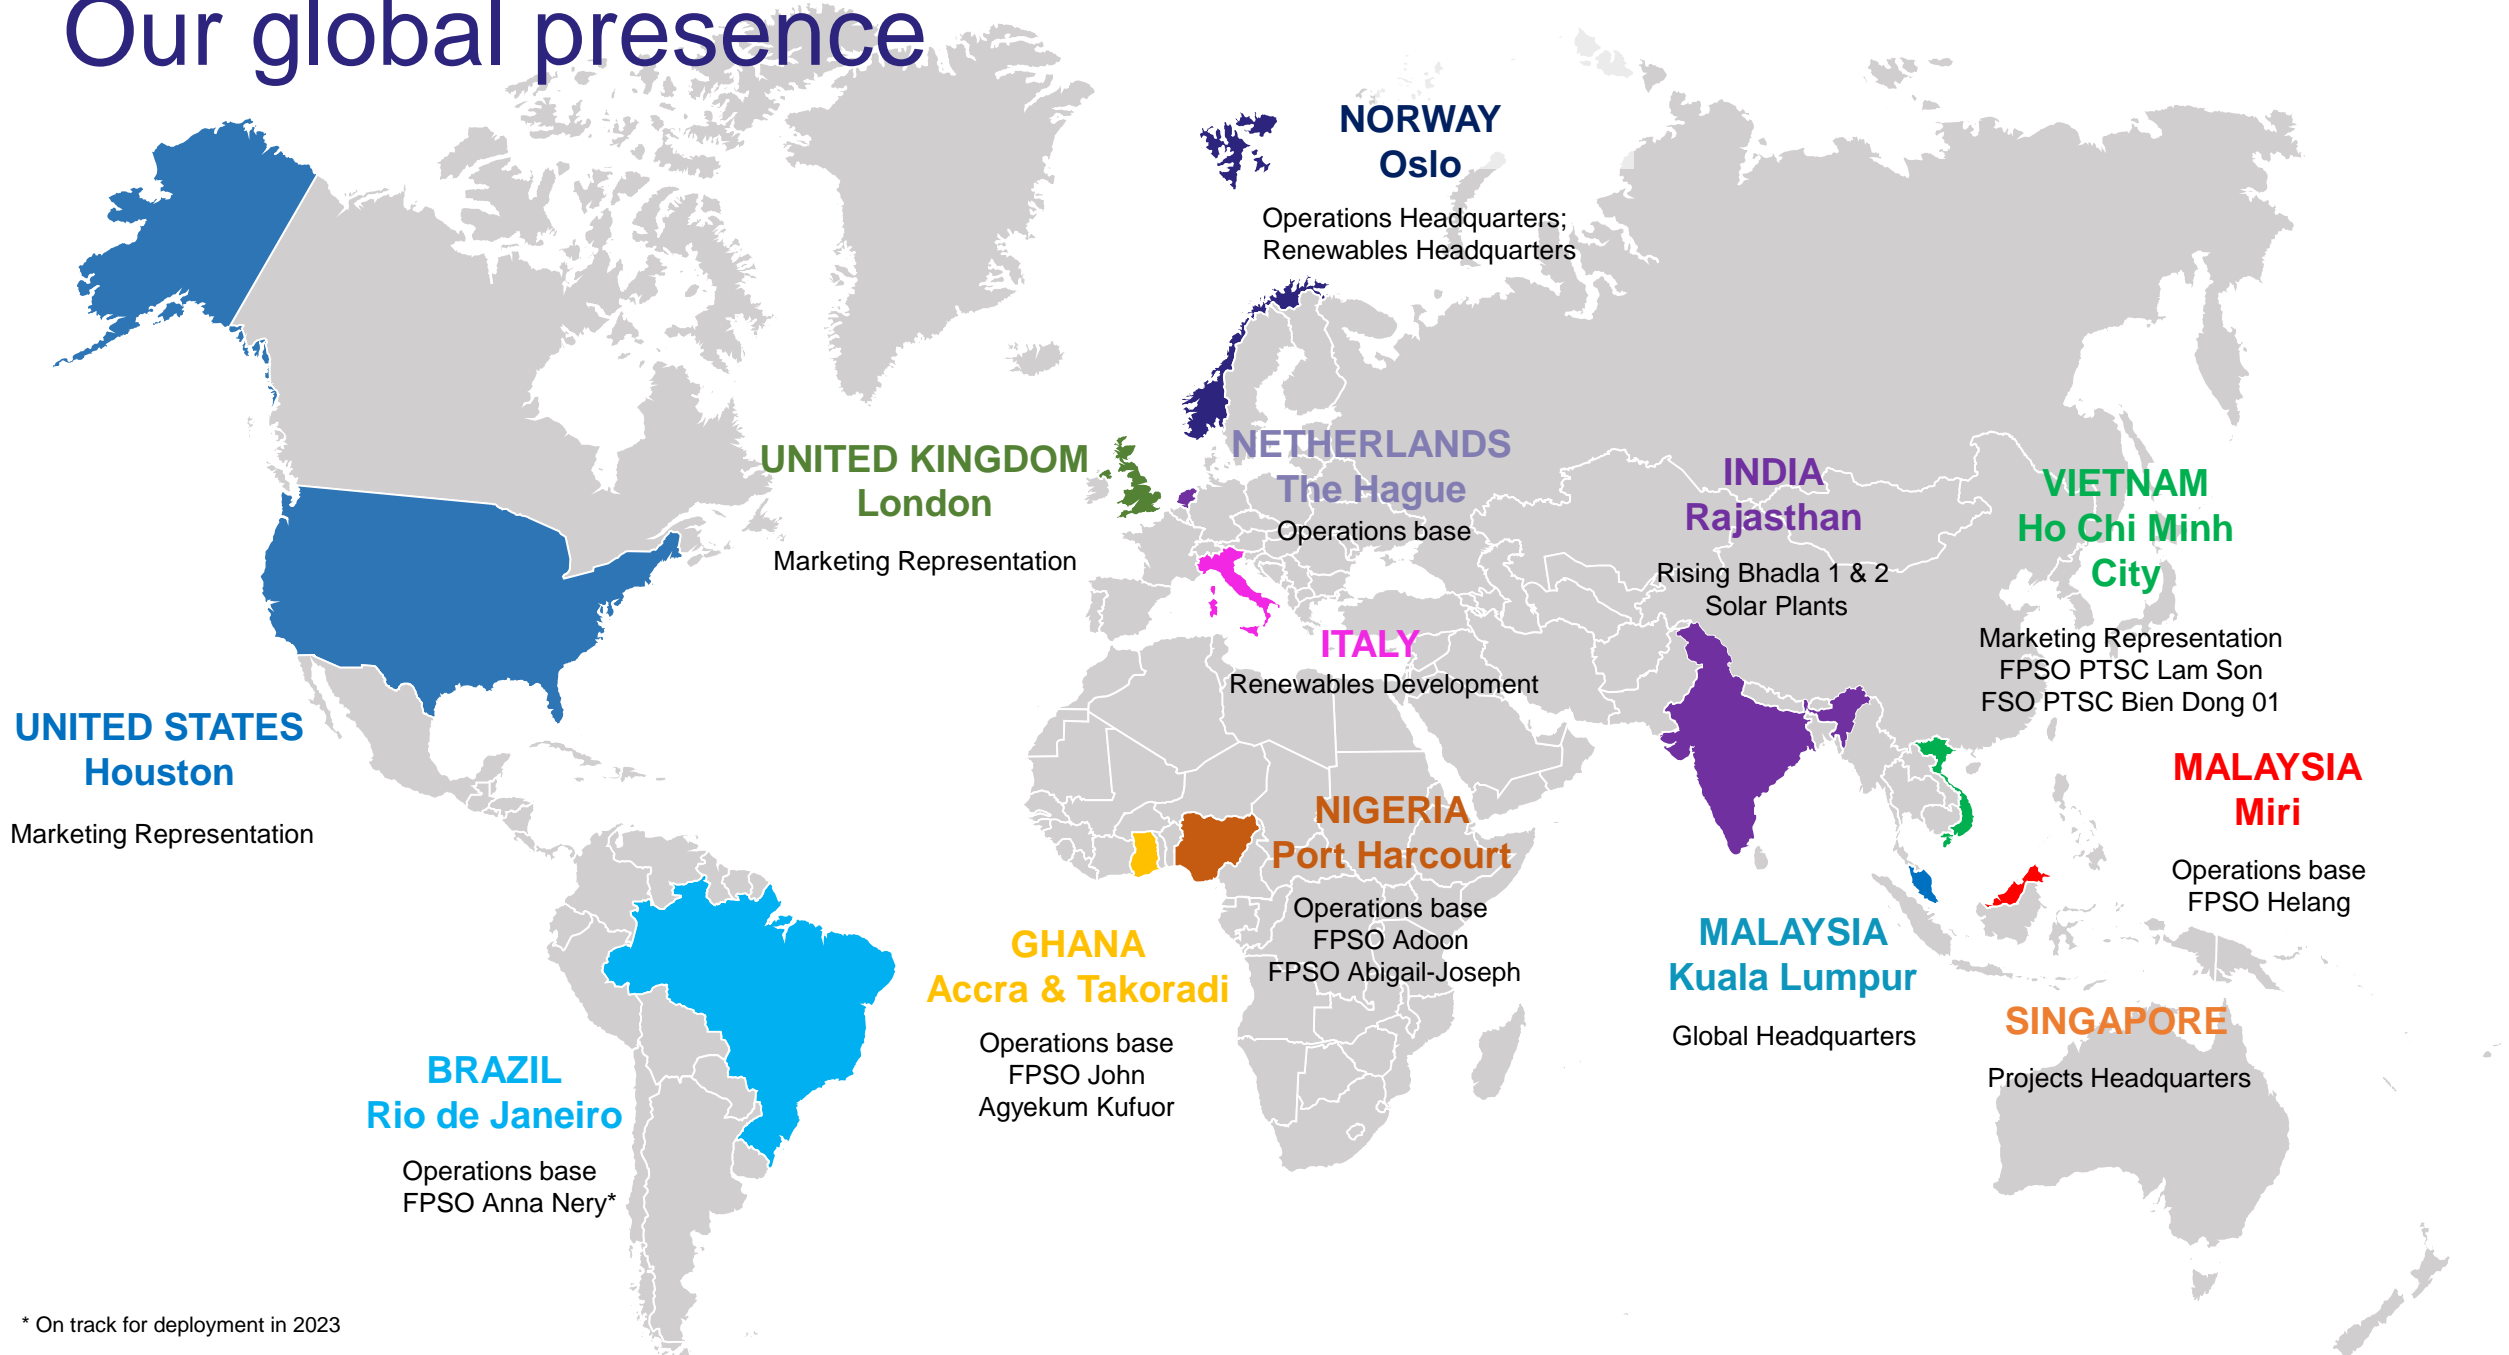 Our global presence
NORWAY
Oslo
Operations Headquarters;
Renewables Headquarters
UNITED KINGDOM
London
Marketing Representation
NETHERLANDS
The Hague
Operations base
INDIA
Rajasthan
Rising Bhadla 1 & 2
Solar Plants
VIETNAM
Ho Chi Minh
City
Marketing Representation
FPSO PTSC Lam Son
FSO PTSC Bien Dong 01
ITALY
Renewables Development
UNITED STATES
Houston
Marketing Representation
MALAYSIA
Miri
Operations base
FPSO Helang
NIGERIA
Port Harcourt
Operations base
FPSO Adoon
FPSO Abigail-Joseph
GHANA
Accra & Takoradi
Operations base
FPSO John
Agyekum Kufuor
MALAYSIA
Kuala Lumpur
Global Headquarters
SINGAPORE
Projects Headquarters
BRAZIL
Rio de Janeiro
Operations base
FPSO Anna Nery*
* On track for deployment in 2023